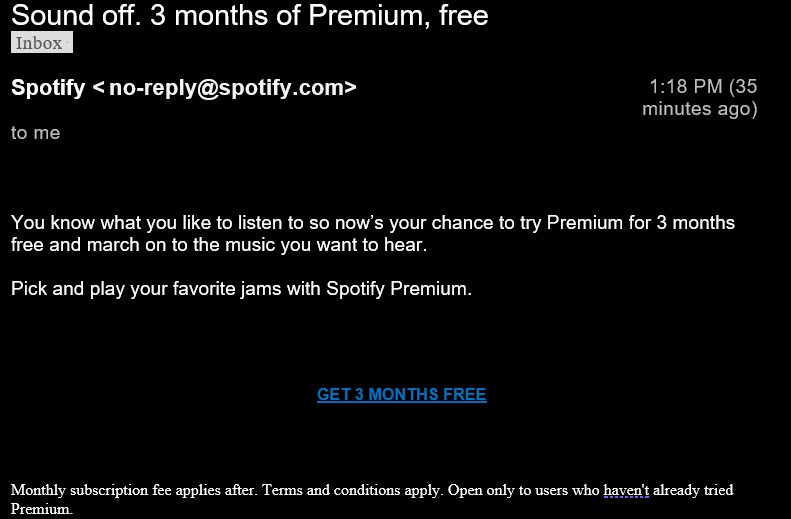 Sound off. 3 months of Premium, free
Inbox
Spotify <no-reply@spotify.com>
1:18 PM (35
minutes ago)
to me
You know what you like to listen to so now’s your chance to try Premium for 3 months
free and march on to the music you want to hear.
Pick and play your favorite jams with Spotify Premium.
GET 3 MONTHS FREE
Monthly subscription fee applies after. Terms and conditions apply. Open only to users who haven't already tried
Premium.